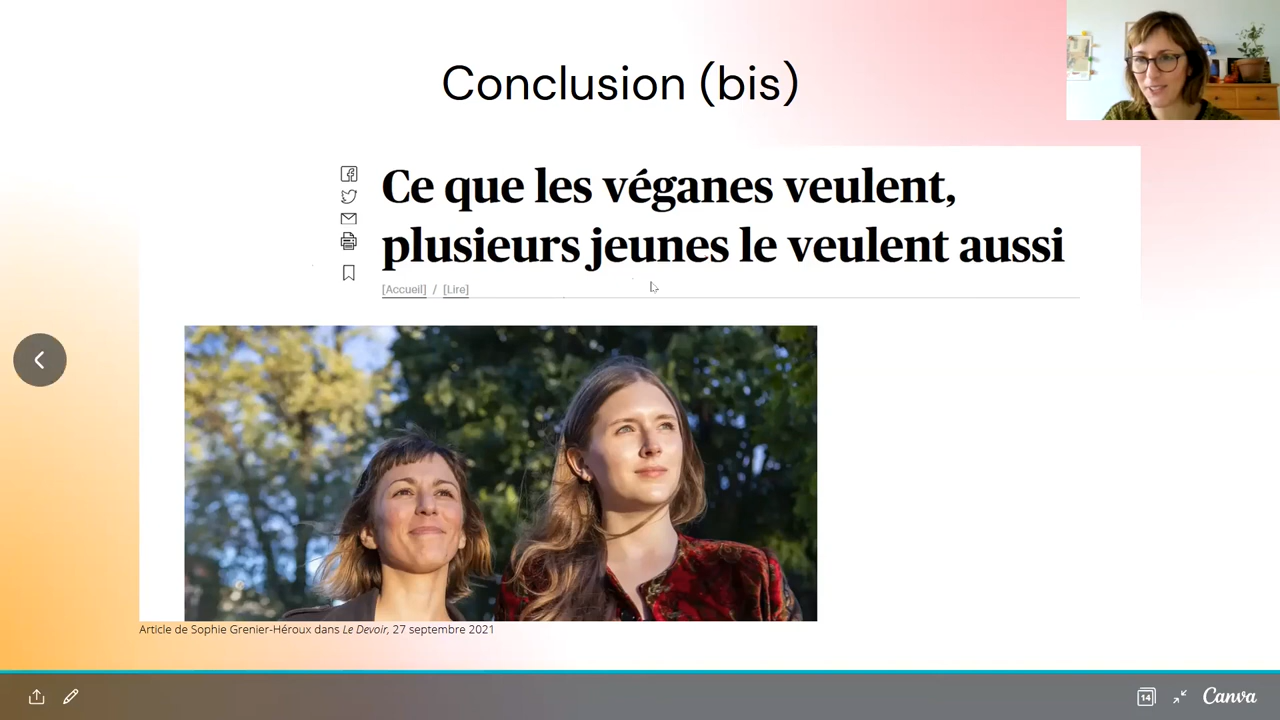 Conclusion (bis)
Ce que les véganes veulent,
plusieurs jeunes le veulent aussi
[Accueil] / [Lire]
Article de Sophie Grenier-Héroux dans Le Devoir, 27 septembre 2021
14
Canva